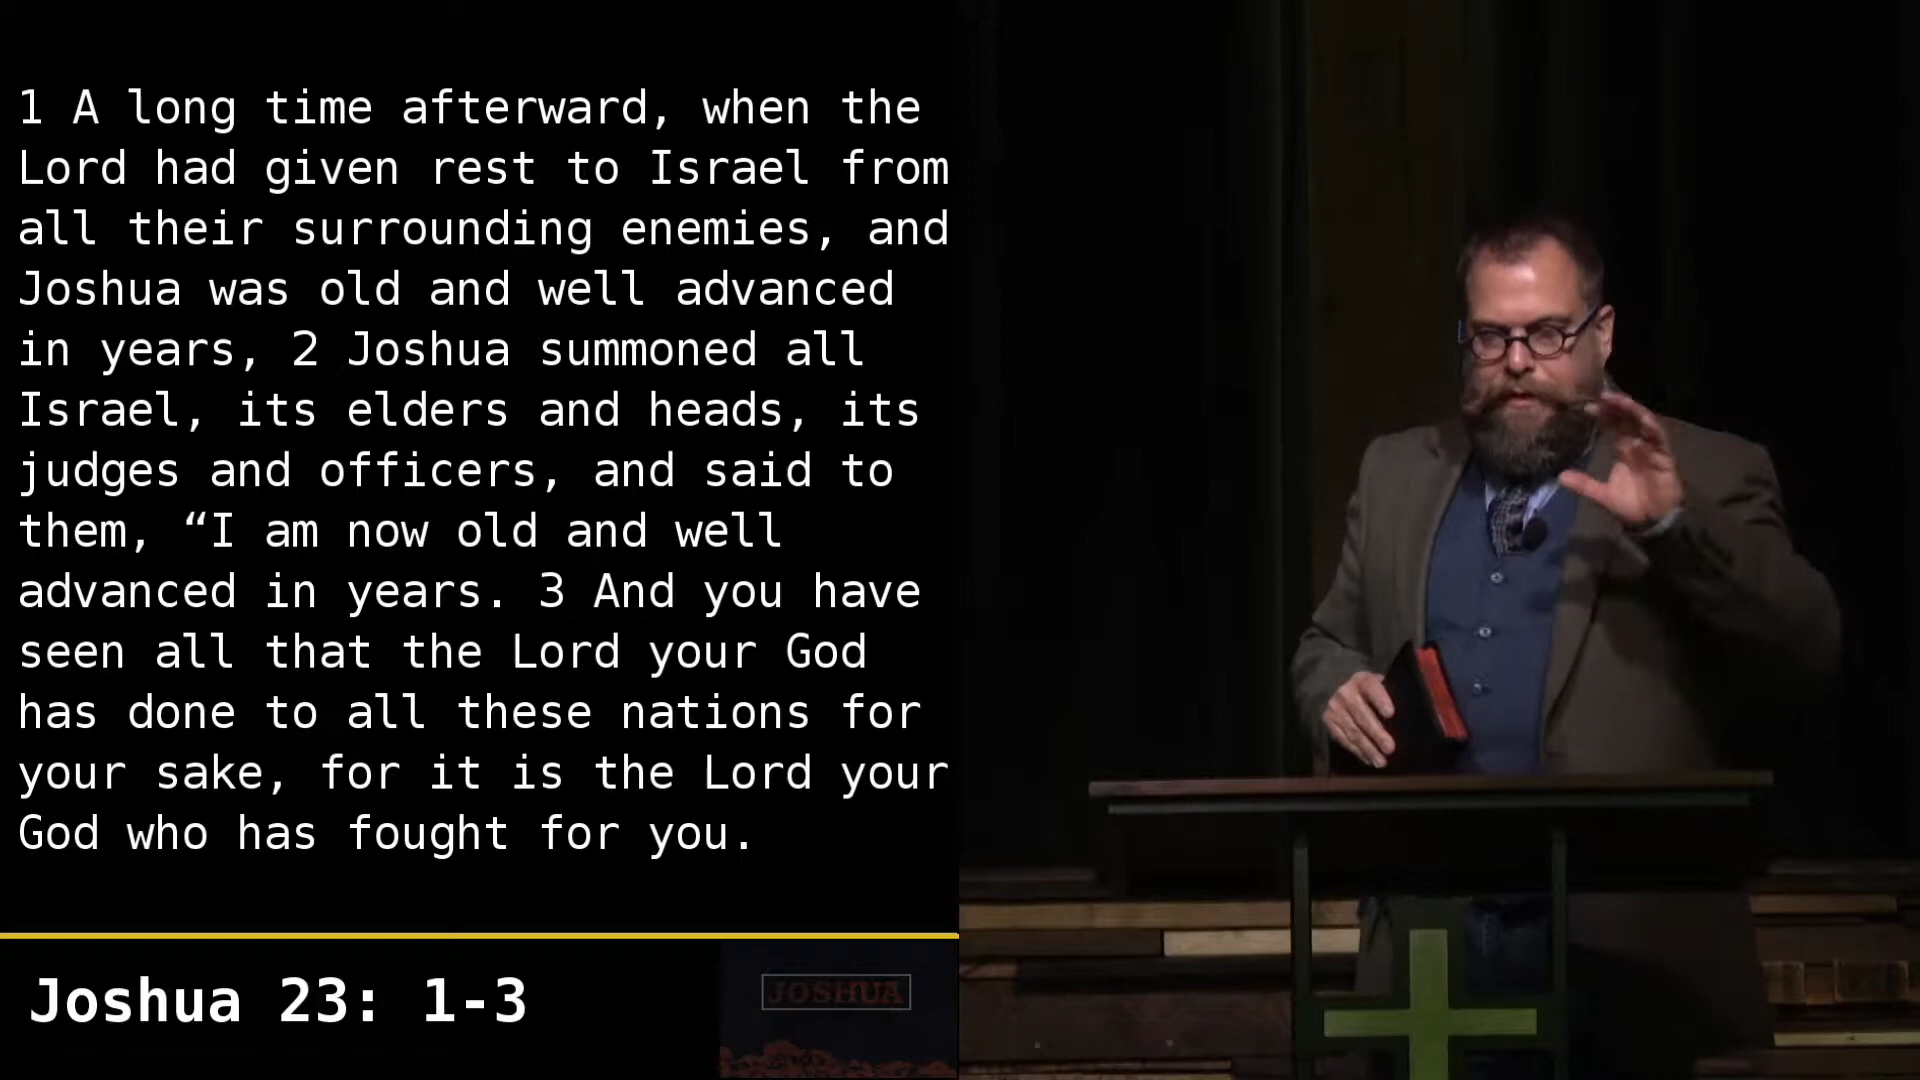 1 A long time afterward, when the
Lord had given rest to Israel from
all their surrounding enemies, and
Joshua was old and well advanced
in years, 2 Joshua summoned all
Israel, its elders and heads, its
judges and officers, and said to
them, “I am now old and well
advanced in years. 3 And you have
seen all that the Lord your God
has done to all these nations for
your sake, for it is the Lord your
God who has fought for you.
Joshua 23: 1-3
JOSHUA